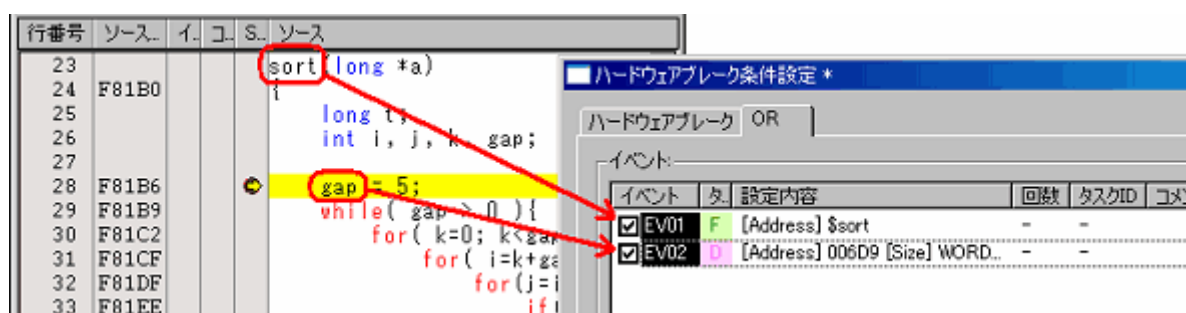 行番号 ソース... イ.. コ.. S.. ソース
23 sort(long *a)
24 F81B0 {
25 long t;
26 int i, j, k, gap;
27
28 F81B6 gap = 5;
29 F81B9 while( gap > 0 ){
30 F81C2 for( k=0; k<gap
31 F81CF for( i=k+ga
32 F81DF for(j=i
33 F81EE if(
ハードウェアブレーク条件設定 *
ハードウェアブレーク OR
イベント:
イベント タ.. 設定内容 回数 タスクID コメ
EV01 F [Address] $sort - -
EV02 D [Address] 006D9 [Size] WORD... - -